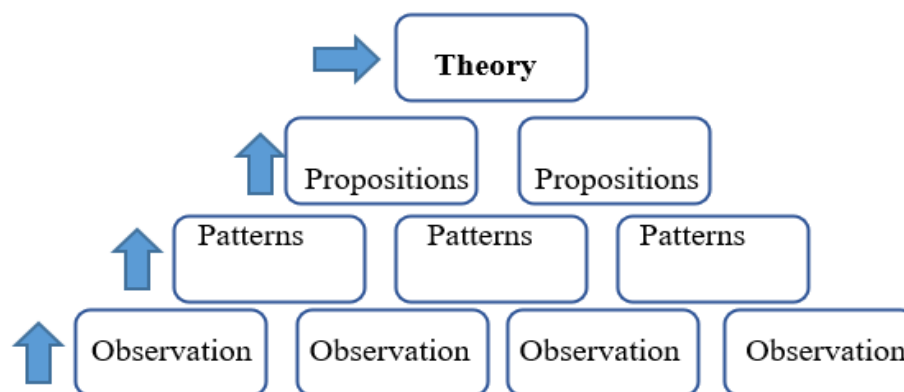 Theory
Propositions Propositions
Patterns Patterns Patterns
Observation Observation Observation Observation